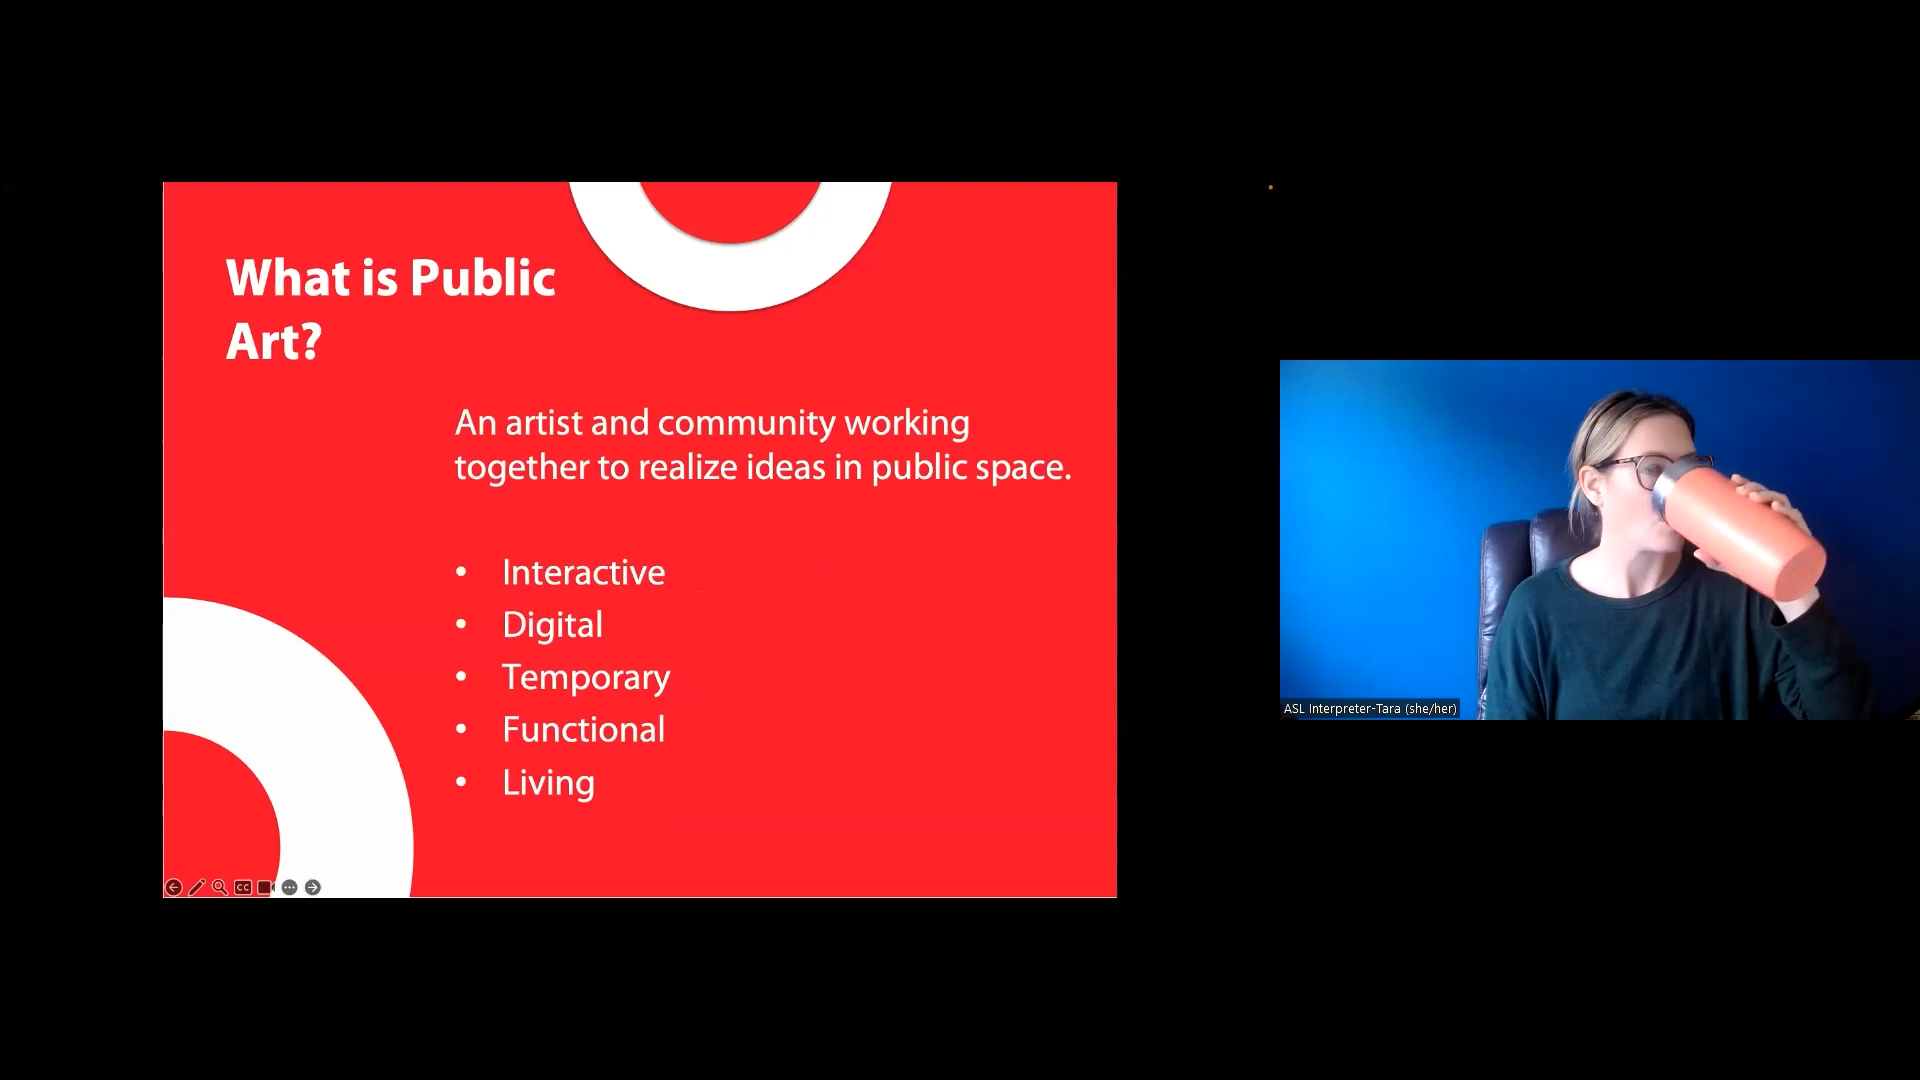 What is Public
Art?
An artist and community working
together to realize ideas in public space.
• Interactive
• Digital
• Temporary
• Functional
• Living
CC
ASL Interpreter-Tara (she/her)